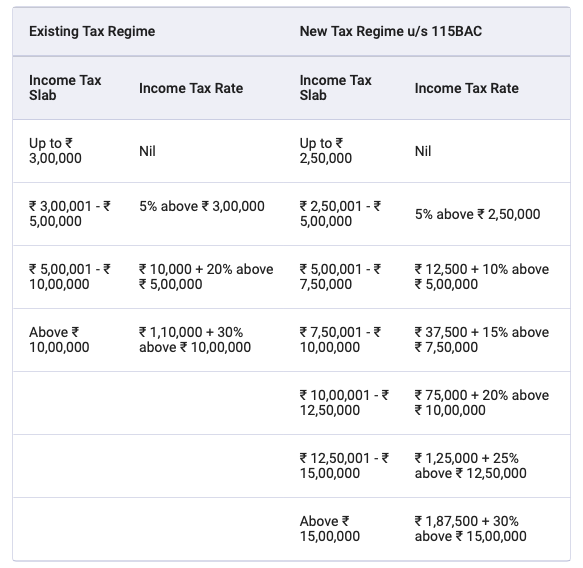 Existing Tax Regime
New Tax Regime u/s 115BAC
Income Tax
Slab
Income Tax Rate
Income Tax
Slab
Income Tax Rate
Up to ₹
3,00,000
Nil
Up to ₹
2,50,000
Nil
₹ 3,00,001 - ₹
5,00,000
5% above ₹ 3,00,000
₹ 2,50,001 - ₹
5,00,000
5% above ₹ 2,50,000
₹ 5,00,001 - ₹
10,00,000
₹ 10,000 + 20% above
₹ 5,00,000
₹ 5,00,001 - ₹
7,50,000
₹ 12,500 + 10% above
₹ 5,00,000
Above ₹
10,00,000
₹ 1,10,000 + 30%
above ₹ 10,00,000
₹ 7,50,001 - ₹
10,00,000
₹ 37,500 + 15% above
₹ 7,50,000
₹ 10,00,001 - ₹
12,50,000
₹ 75,000 + 20% above
₹ 10,00,000
₹ 12,50,001 - ₹
15,00,000
₹ 1,25,000 + 25%
above ₹ 12,50,000
Above ₹
15,00,000
₹ 1,87,500 + 30%
above ₹ 15,00,000